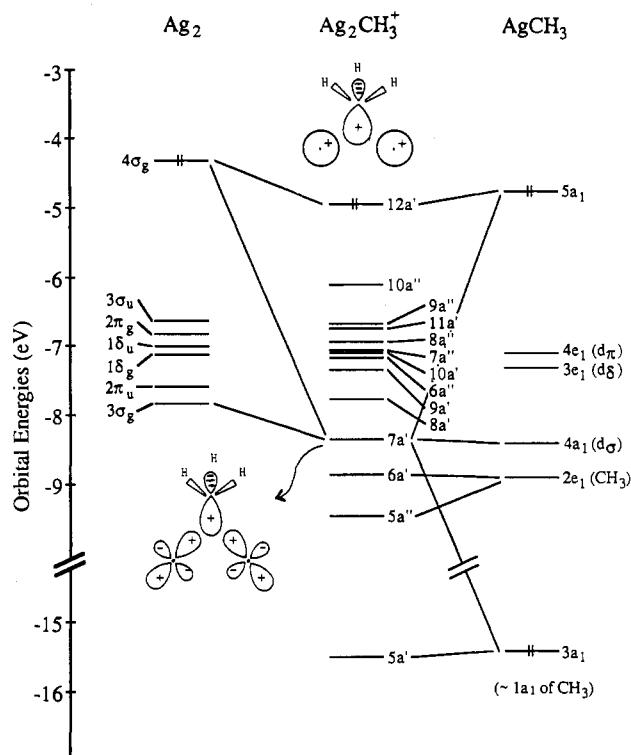 Ag₂ Ag₂CH₃⁺ AgCH₃
Orbital Energies (eV)
-3
-4
-5
-6
-7
-8
-9
-15
-16
4σg
3σu
2πg
1δu
1δg
2πu
3σg
H
H H
+
.+ .+
12a'
10a"
9a"
11a'
8a"
7a"
10a'
6a"
9a'
8a'
7a'
6a'
5a"
5a'
H
H H
+
- + + -
+ - - +
5a₁
4e₁ (dπ)
3e₁ (dδ)
4a₁ (dσ)
2e₁ (CH₃)
3a₁
(~ 1a₁ of CH₃)